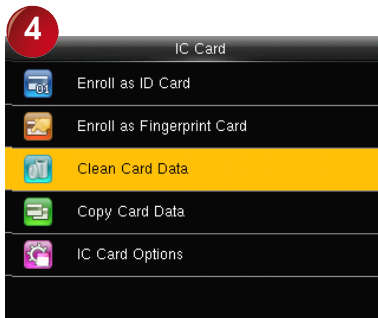 4
IC Card
01
Enroll as ID Card
Enroll as Fingerprint Card
Clean Card Data
Copy Card Data
IC Card Options